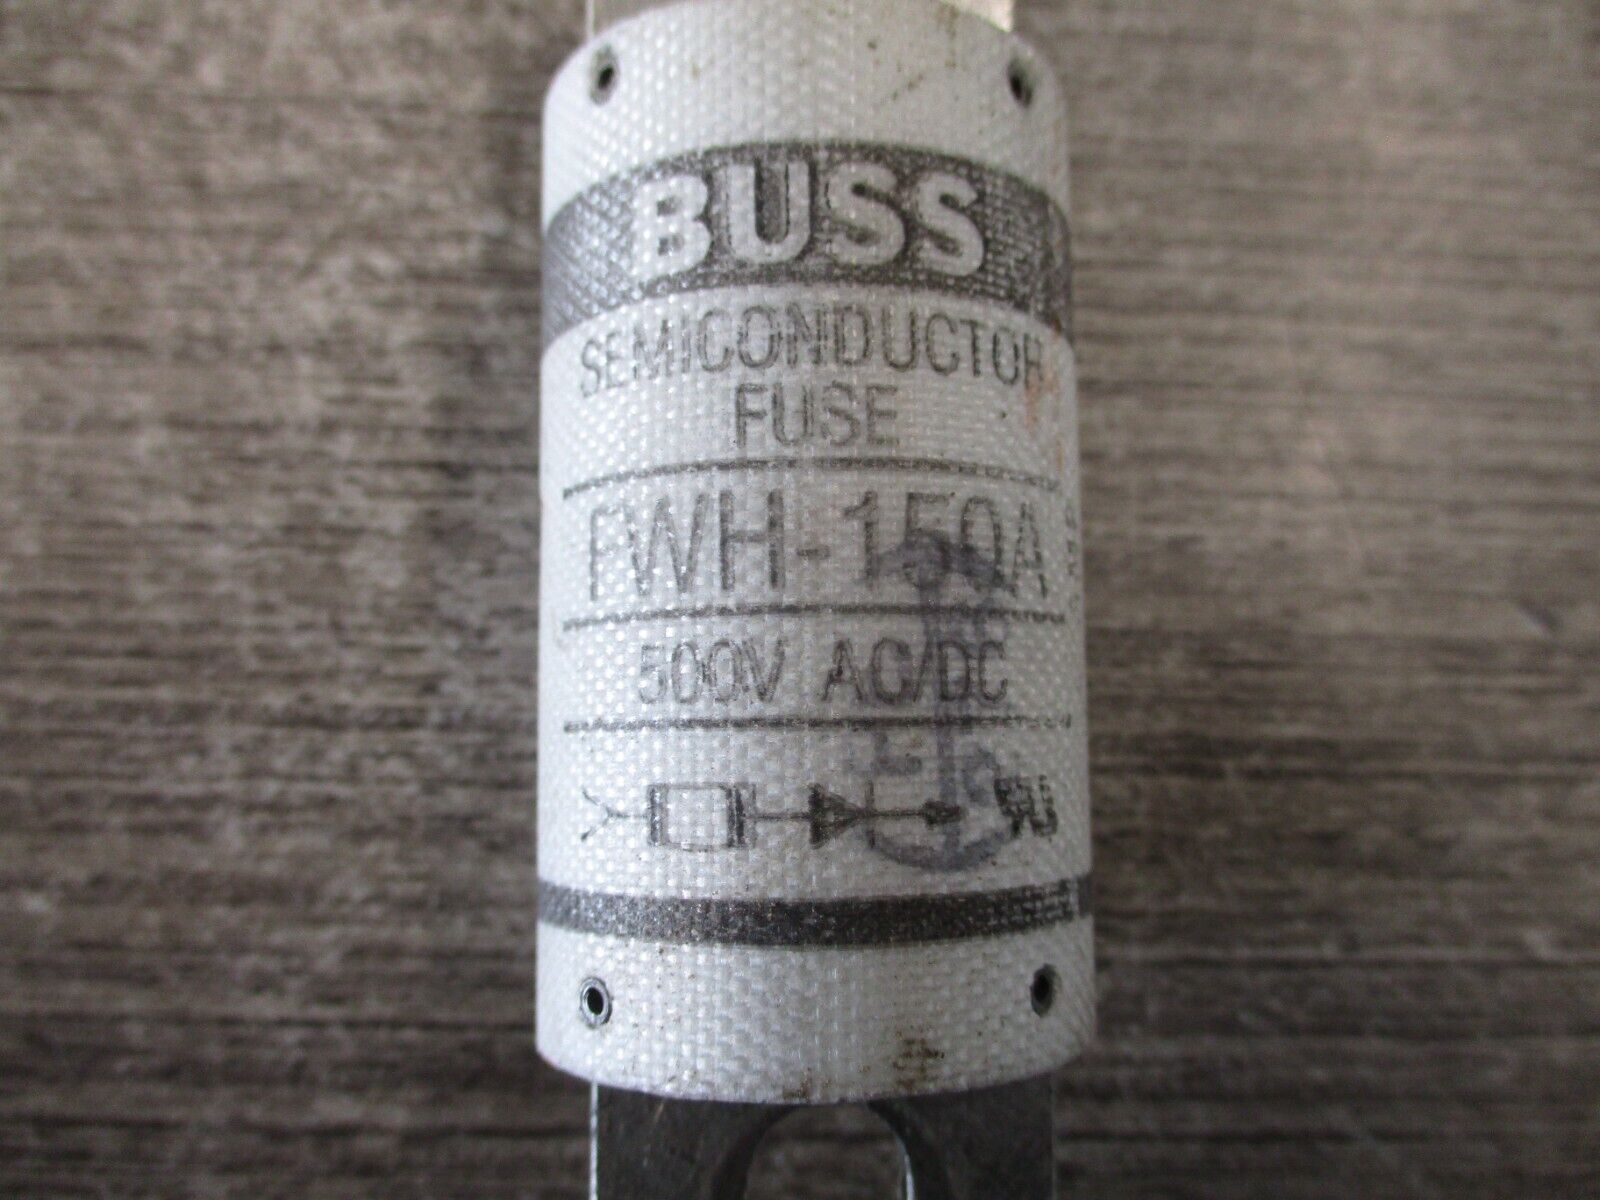 BUSS
SEMICONDUCTOR
FUSE
FWH-150A
500V AC/DC